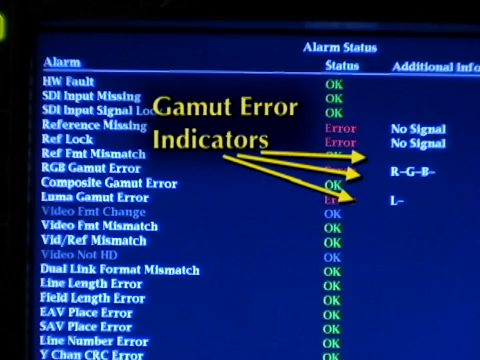 Alarm Status
Alarm Status Additional Info
HW Fault OK
SDI Input Missing OK
SDI Input Signal Loc OK
Gamut Error
Reference Missing Error No Signal
Indicators
Ref Lock Error No Signal
Ref Fmt Mismatch OK
RGB Gamut Error R-G-B-
Composite Gamut Error OK
Luma Gamut Error Err L-
Video Fmt Change OK
Video Fmt Mismatch OK
Vid/Ref Mismatch OK
Video Not HD OK
Dual Link Format Mismatch OK
Line Length Error OK
Field Length Error OK
EAV Place Error OK
SAV Place Error OK
Line Number Error OK
Y Chan CRC Error OK